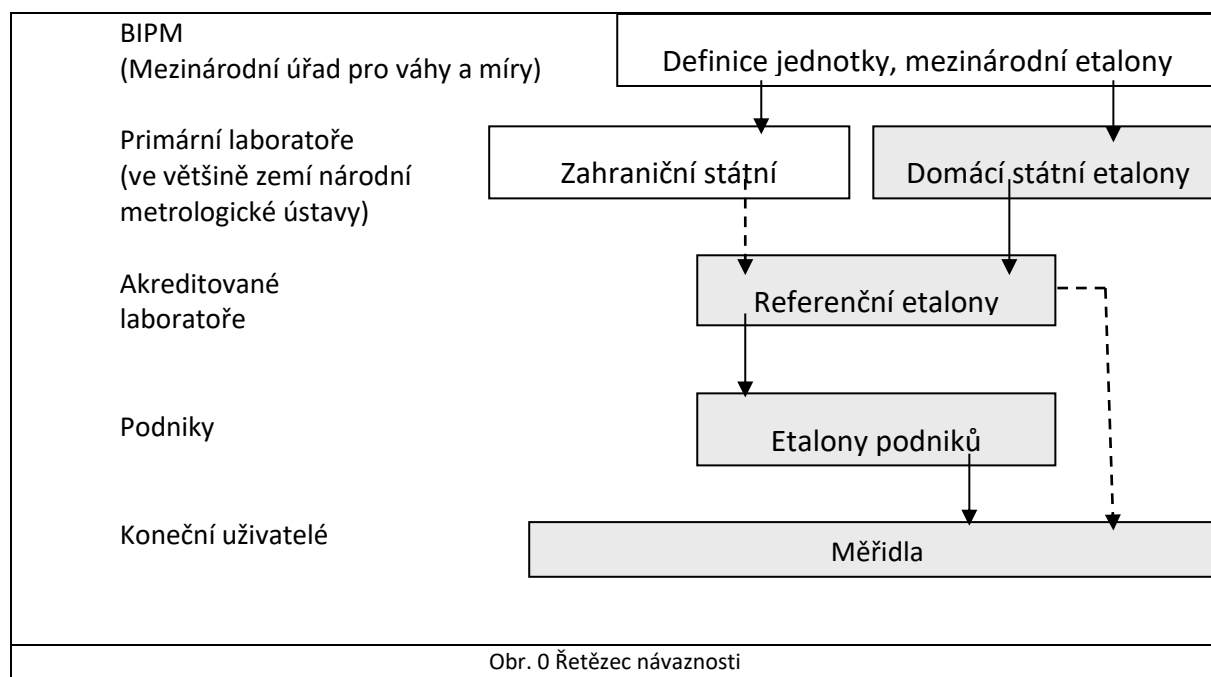 BIPM
(Mezinárodní úřad pro váhy a míry)
Definice jednotky, mezinárodní etalony
Primární laboratoře
(ve většině zemí národní
metrologické ústavy)
Zahraniční státní
Domácí státní etalony
Akreditované
laboratoře
Referenční etalony
Podniky
Etalony podniků
Koneční uživatelé
Měřidla
Obr. 0 Řetězec návaznosti